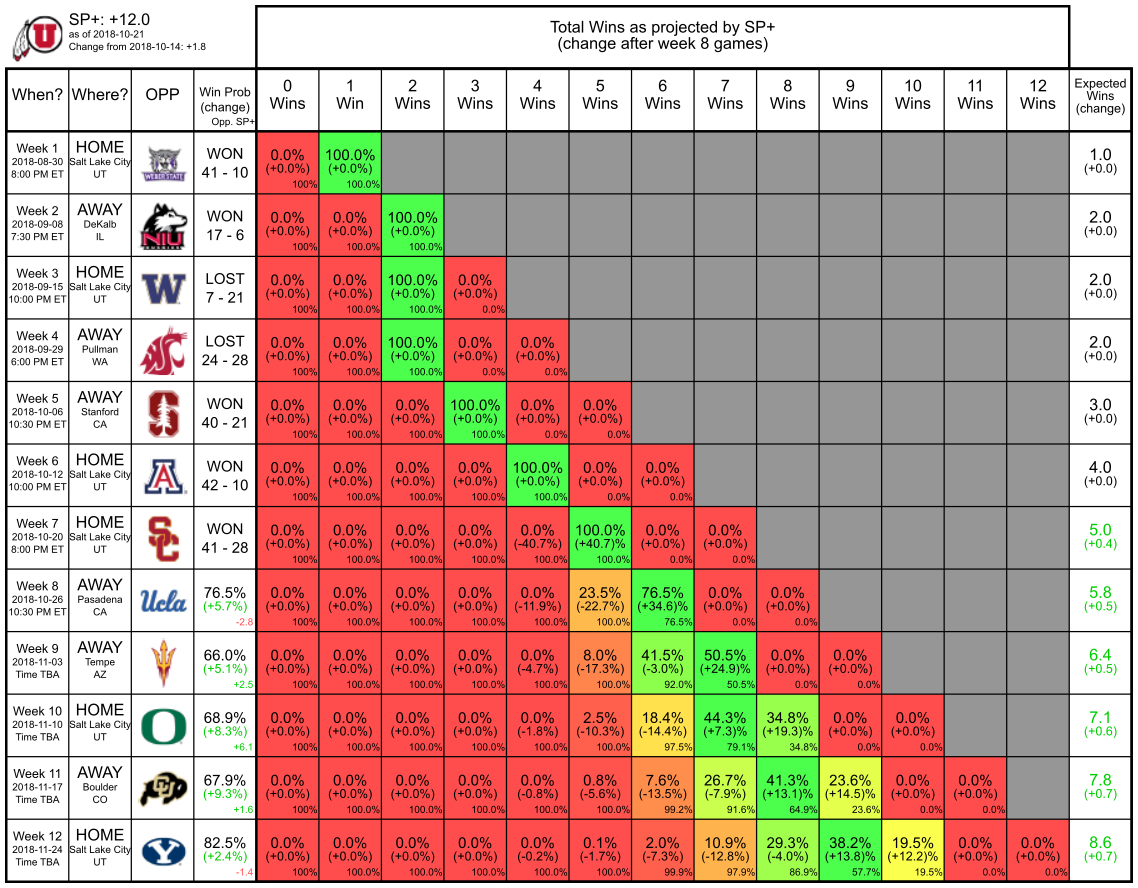 SP+: +12.0
as of 2018-10-21
Change from 2018-10-14: +1.8
Total Wins as projected by SP+
(change after week 8 games)
When? Where? OPP Win Prob (change) Opp. SP+ 0 Wins 1 Win 2 Wins 3 Wins 4 Wins 5 Wins 6 Wins 7 Wins 8 Wins 9 Wins 10 Wins 11 Wins 12 Wins Expected Wins (change)
Week 1 HOME WON 0.0% 100.0% 1.0
2018-08-30 Salt Lake City WEBER STATE 41 - 10 (+0.0%) (+0.0%) (+0.0)
8:00 PM ET UT 100% 100.0%
Week 2 AWAY WON 0.0% 0.0% 100.0% 2.0
2018-09-08 DeKalb NIU 17 - 6 (+0.0%) (+0.0%) (+0.0%) (+0.0)
7:30 PM ET IL HUSKIES 100% 100.0% 100.0%
Week 3 HOME LOST 0.0% 0.0% 100.0% 0.0% 2.0
2018-09-15 Salt Lake City W 7 - 21 (+0.0%) (+0.0%) (+0.0%) (+0.0%) (+0.0)
10:00 PM ET UT 100% 100.0% 100.0% 0.0%
Week 4 AWAY LOST 0.0% 0.0% 100.0% 0.0% 0.0% 2.0
2018-09-29 Pullman 24 - 28 (+0.0%) (+0.0%) (+0.0%) (+0.0%) (+0.0%) (+0.0)
6:00 PM ET WA 100% 100.0% 100.0% 0.0% 0.0%
Week 5 AWAY WON 0.0% 0.0% 0.0% 100.0% 0.0% 0.0% 3.0
2018-10-06 Stanford S 40 - 21 (+0.0%) (+0.0%) (+0.0%) (+0.0%) (+0.0%) (+0.0%) (+0.0)
10:30 PM ET CA 100% 100.0% 100.0% 100.0% 0.0% 0.0%
Week 6 HOME WON 0.0% 0.0% 0.0% 0.0% 100.0% 0.0% 0.0% 4.0
2018-10-12 Salt Lake City A 42 - 10 (+0.0%) (+0.0%) (+0.0%) (+0.0%) (+0.0%) (+0.0%) (+0.0%) (+0.0)
10:00 PM ET UT 100% 100.0% 100.0% 100.0% 100.0% 0.0% 0.0%
Week 7 HOME WON 0.0% 0.0% 0.0% 0.0% 0.0% 100.0% 0.0% 0.0% 5.0
2018-10-20 Salt Lake City SC 41 - 28 (+0.0%) (+0.0%) (+0.0%) (+0.0%) (-40.7%) (+40.7)% (+0.0%) (+0.0%) (+0.4)
8:00 PM ET UT 100% 100.0% 100.0% 100.0% 100.0% 100.0% 0.0% 0.0%
Week 8 AWAY 76.5% 0.0% 0.0% 0.0% 0.0% 0.0% 23.5% 76.5% 0.0% 0.0% 5.8
2018-10-26 Pasadena Ucla (+5.7%) (+0.0%) (+0.0%) (+0.0%) (+0.0%) (-11.9%) (-22.7%) (+34.6)% (+0.0%) (+0.0%) (+0.5)
10:30 PM ET CA -2.8 100% 100.0% 100.0% 100.0% 100.0% 100.0% 76.5% 0.0% 0.0%
Week 9 AWAY 66.0% 0.0% 0.0% 0.0% 0.0% 0.0% 8.0% 41.5% 50.5% 0.0% 0.0% 6.4
2018-11-03 Tempe (+5.1%) (+0.0%) (+0.0%) (+0.0%) (+0.0%) (-4.7%) (-17.3%) (-3.0%) (+24.9)% (+0.0%) (+0.0%) (+0.5)
Time TBA AZ +2.5 100% 100.0% 100.0% 100.0% 100.0% 100.0% 92.0% 50.5% 0.0% 0.0%
Week 10 HOME 68.9% 0.0% 0.0% 0.0% 0.0% 0.0% 2.5% 18.4% 44.3% 34.8% 0.0% 0.0% 7.1
2018-11-10 Salt Lake City O (+8.3%) (+0.0%) (+0.0%) (+0.0%) (+0.0%) (-1.8%) (-10.3%) (-14.4%) (+7.3)% (+19.3)% (+0.0%) (+0.0%) (+0.6)
Time TBA UT +6.1 100% 100.0% 100.0% 100.0% 100.0% 100.0% 97.5% 79.1% 34.8% 0.0% 0.0%
Week 11 AWAY 67.9% 0.0% 0.0% 0.0% 0.0% 0.0% 0.8% 7.6% 26.7% 41.3% 23.6% 0.0% 0.0% 7.8
2018-11-17 Boulder CU (+9.3%) (+0.0%) (+0.0%) (+0.0%) (+0.0%) (-0.8%) (-5.6%) (-13.5%) (-7.9%) (+13.1)% (+14.5)% (+0.0%) (+0.0%) (+0.7)
Time TBA CO +1.6 100% 100.0% 100.0% 100.0% 100.0% 100.0% 99.2% 91.6% 64.9% 23.6% 0.0% 0.0%
Week 12 HOME 82.5% 0.0% 0.0% 0.0% 0.0% 0.0% 0.1% 2.0% 10.9% 29.3% 38.2% 19.5% 0.0% 0.0% 8.6
2018-11-24 Salt Lake City Y (+2.4%) (+0.0%) (+0.0%) (+0.0%) (+0.0%) (-0.2%) (-1.7%) (-7.3%) (-12.8%) (-4.0%) (+13.8)% (+12.2)% (+0.0%) (+0.0%) (+0.7)
Time TBA UT -1.4 100% 100.0% 100.0% 100.0% 100.0% 100.0% 99.9% 97.9% 86.9% 57.7% 19.5% 0.0% 0.0%